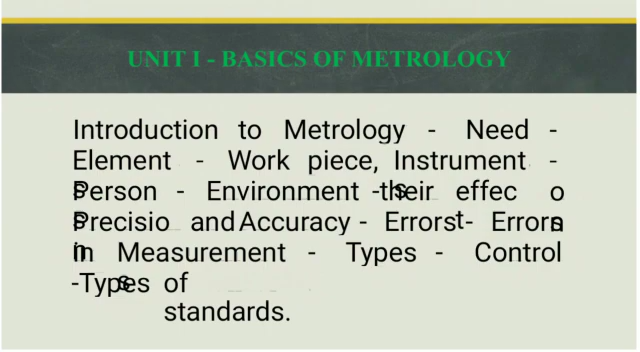 UNIT I - BASICS OF METROLOGY
Introduction to Metrology - Need -
Element - Work piece, Instrument -
Person - Environment - their effec o
Precisio and Accuracy - Errors - Errors
in Measurement - Types - Control
-Types of
standards.